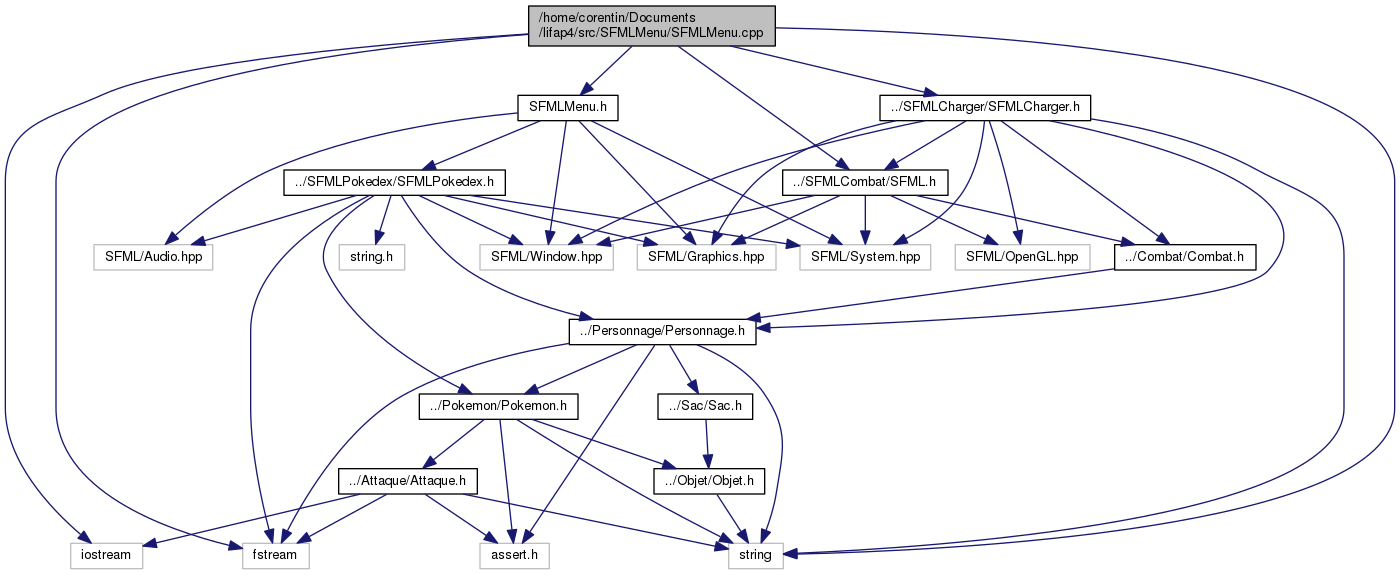 /home/corentin/Documents
/lifap4/src/SFMLMenu/SFMLMenu.cpp
SFMLMenu.h
../SFMLCharger/SFMLCharger.h
../SFMLPokedex/SFMLPokedex.h
../SFMLCombat/SFML.h
SFML/Audio.hpp
string.h
SFML/Window.hpp
SFML/Graphics.hpp
SFML/System.hpp
SFML/OpenGL.hpp
../Combat/Combat.h
../Personnage/Personnage.h
../Pokemon/Pokemon.h
../Sac/Sac.h
../Attaque/Attaque.h
../Objet/Objet.h
iostream
fstream
assert.h
string